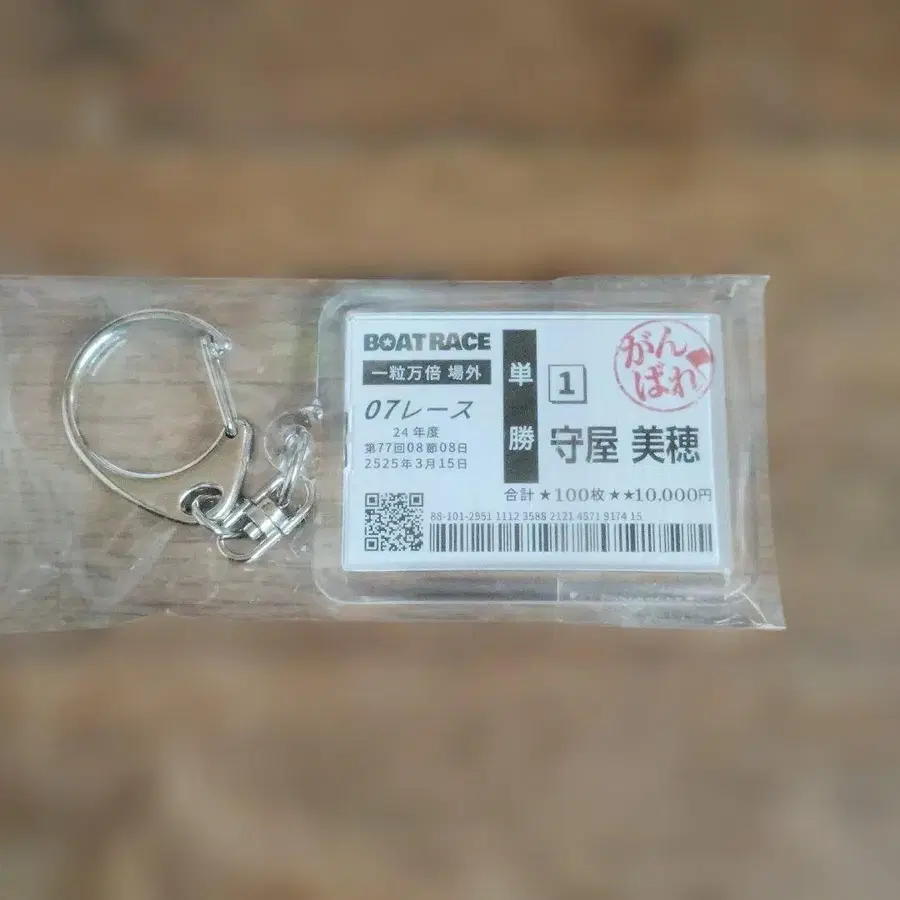 BOATRACE
一粒万倍 場外
07レース
24年度
第77回08節08日
2525年3月15日
単勝
1
守屋 美穂
がんばれ
合計 ★100枚 ★★10,000円
88-101-2951 1112 3588 2121 4571 9174 15